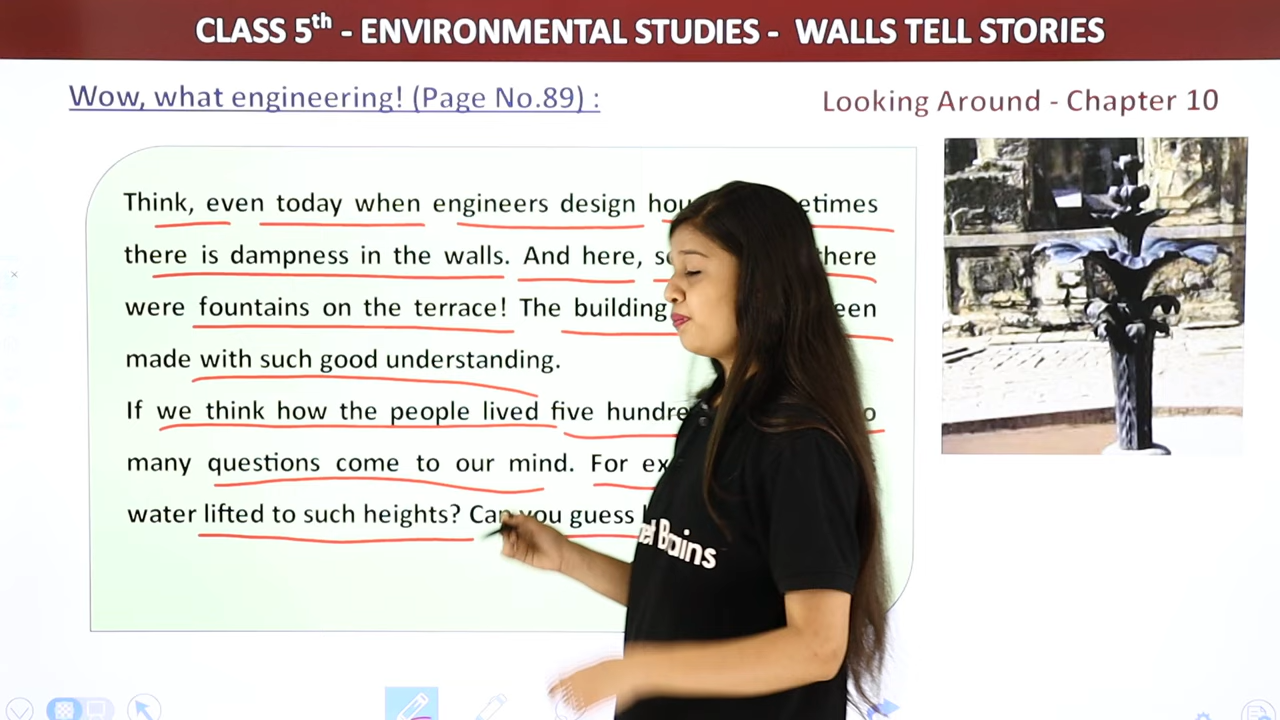 CLASS 5th - ENVIRONMENTAL STUDIES - WALLS TELL STORIES
Wow, what engineering! (Page No.89) :
Looking Around - Chapter 10
Think, even today when engineers design
there is dampness in the walls. And here, there
were fountains on the terrace! The building
made with such good understanding.
If we think how the people lived five
many questions come to our mind. For
water lifted to such heights? Can you guess
Brains